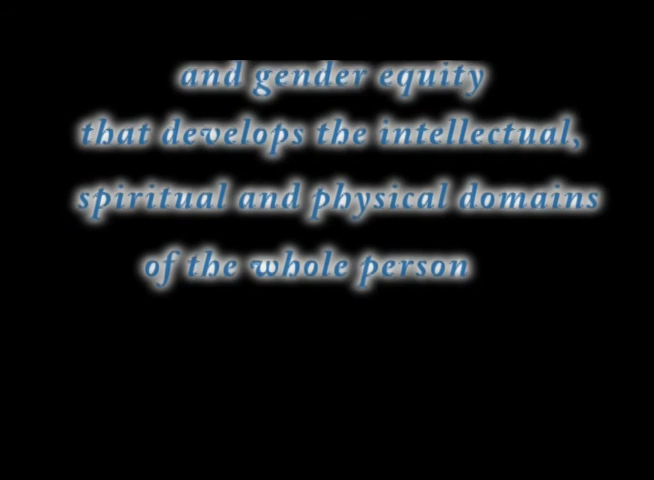 and gender equity
that develops the intellectual,
spiritual and physical domains
of the whole person